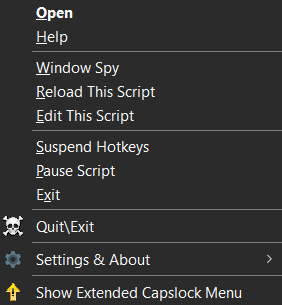 Open
Help
Window Spy
Reload This Script
Edit This Script
Suspend Hotkeys
Pause Script
Exit
Quit\Exit
Settings & About
Show Extended Capslock Menu